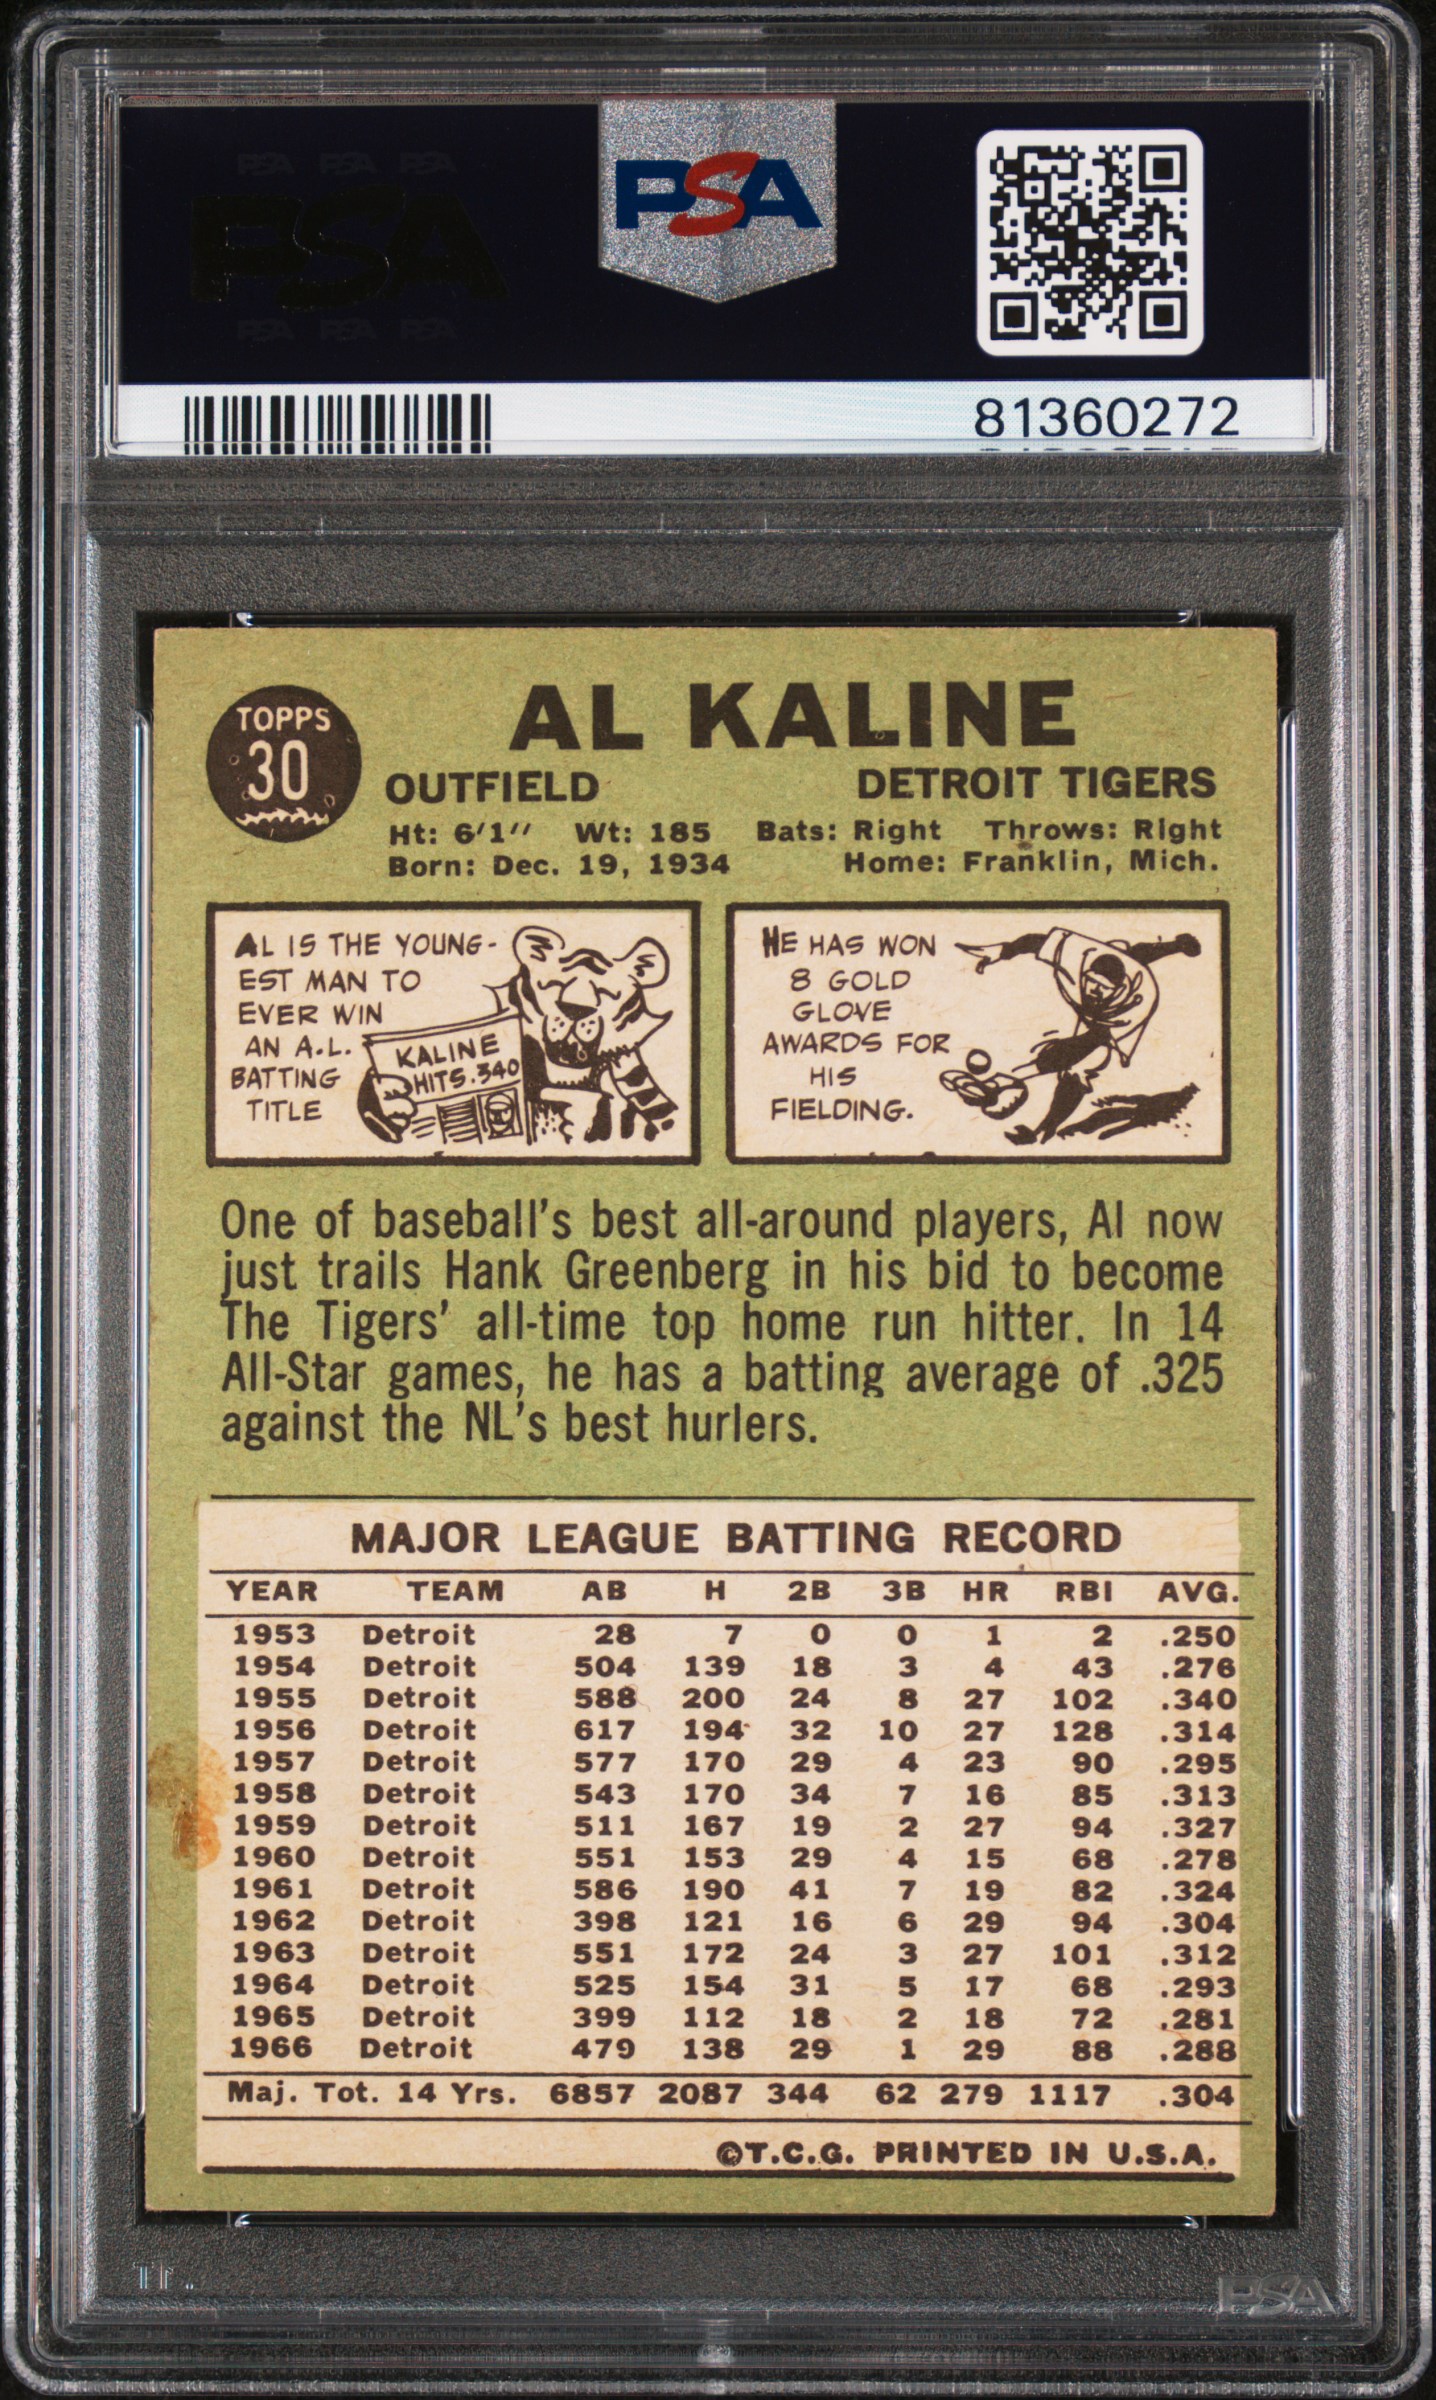 PSA PSA PSA
PSA
PSA PSA PSA
PSA
81360272
TOPPS
30
AL KALINE
OUTFIELD DETROIT TIGERS
Ht: 6'1" Wt: 185 Bats: Right Throws: Right
Born: Dec. 19, 1934 Home: Franklin, Mich.
AL IS THE YOUNG-
EST MAN TO
EVER WIN
AN A.L.
BATTING
TITLE
KALINE
HITS .340
HE HAS WON
8 GOLD
GLOVE
AWARDS FOR
HIS
FIELDING.
One of baseball's best all-around players, Al now
just trails Hank Greenberg in his bid to become
The Tigers' all-time top home run hitter. In 14
All-Star games, he has a batting average of .325
against the NL's best hurlers.
MAJOR LEAGUE BATTING RECORD
YEAR TEAM AB H 2B 3B HR RBI AVG.
1953 Detroit 28 7 0 0 1 2 .250
1954 Detroit 504 139 18 3 4 43 .276
1955 Detroit 588 200 24 8 27 102 .340
1956 Detroit 617 194 32 10 27 128 .314
1957 Detroit 577 170 29 4 23 90 .295
1958 Detroit 543 170 34 7 16 85 .313
1959 Detroit 511 167 19 2 27 94 .327
1960 Detroit 551 153 29 4 15 68 .278
1961 Detroit 586 190 41 7 19 82 .324
1962 Detroit 398 121 16 6 29 94 .304
1963 Detroit 551 172 24 3 27 101 .312
1964 Detroit 525 154 31 5 17 68 .293
1965 Detroit 399 112 18 2 18 72 .281
1966 Detroit 479 138 29 1 29 88 .288
Maj. Tot. 14 Yrs. 6857 2087 344 62 279 1117 .304
©T.C.G. PRINTED IN U.S.A.
PSA